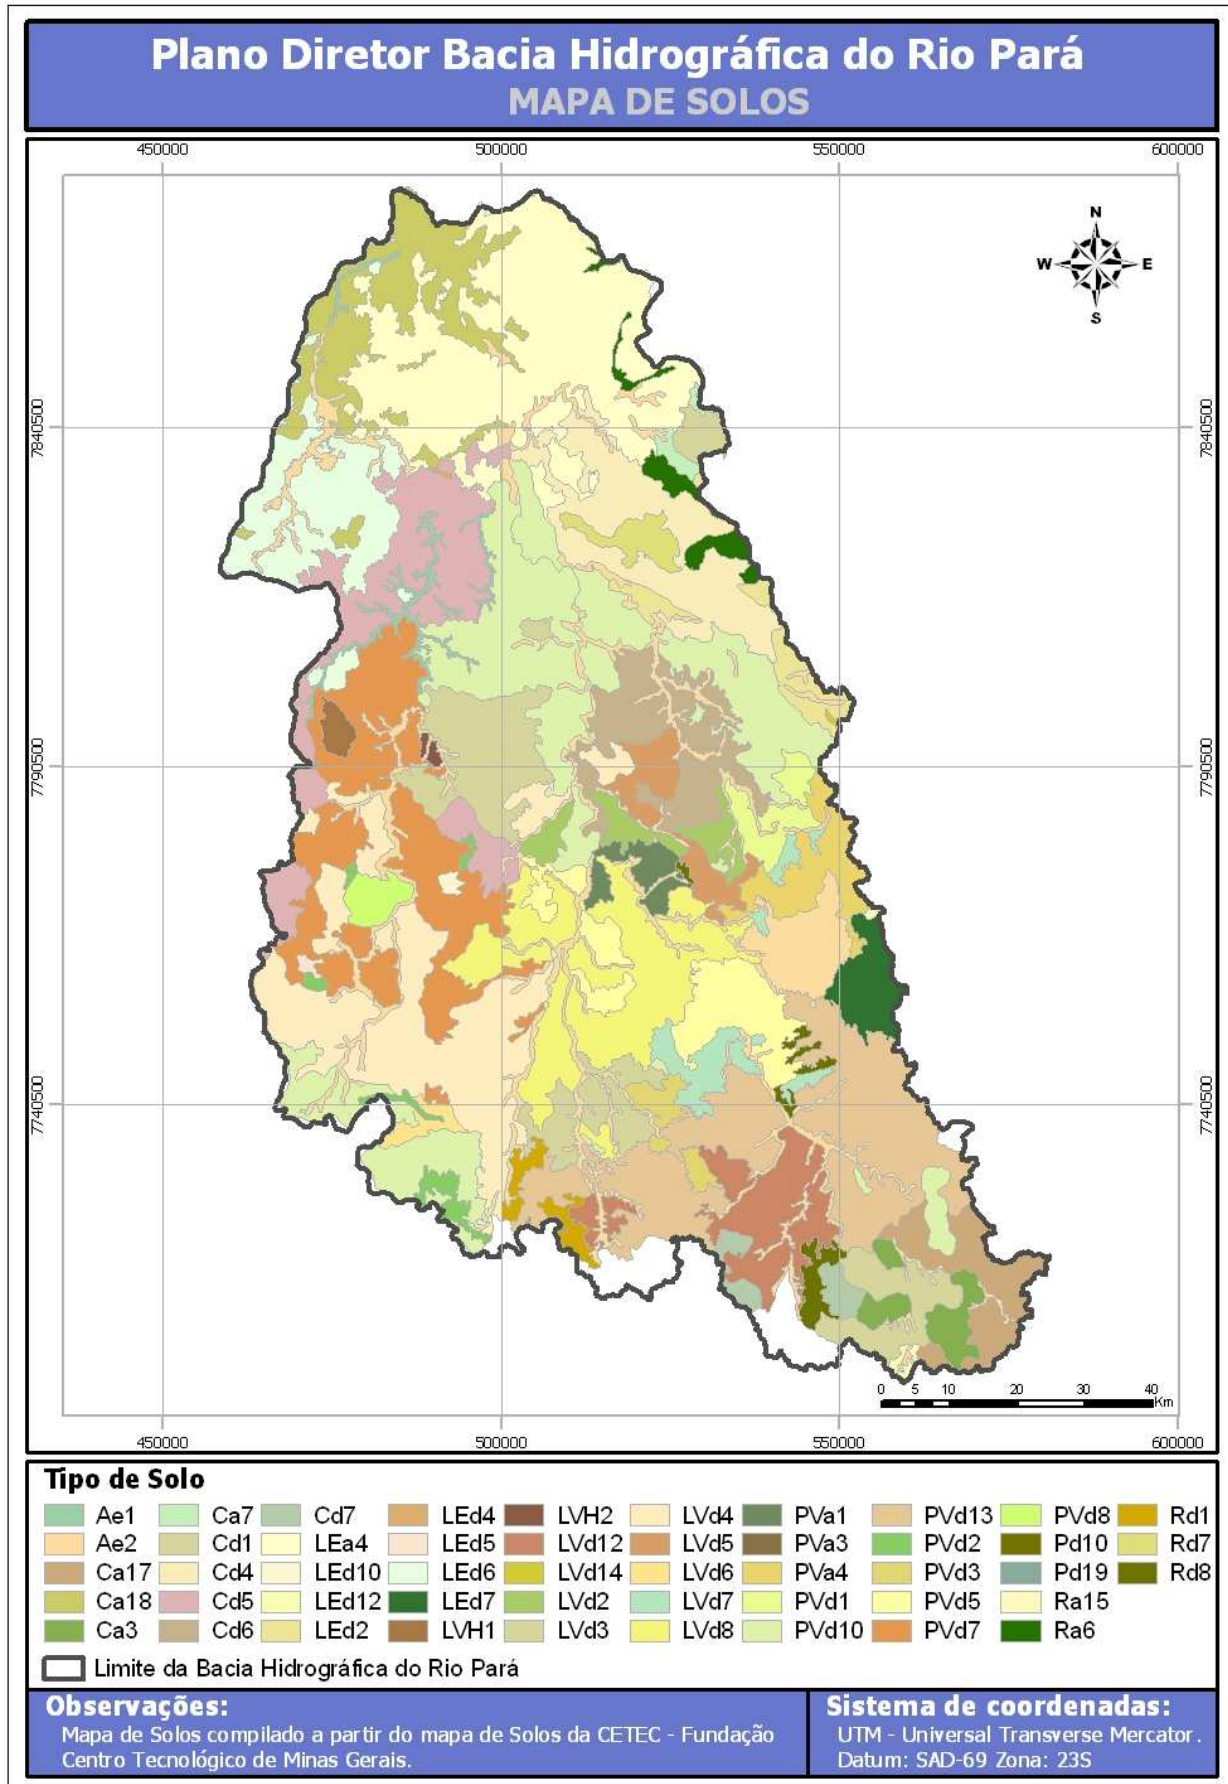 Plano Diretor Bacia Hidrográfica do Rio Pará
MAPA DE SOLOS
450000 500000 550000 600000
N
W E
S
7840500 7840500
7790500 7790500
7740500 7740500
0 5 10 20 30 40
Km
450000 500000 550000 600000
Tipo de Solo
Ae1 Ca7 Cd7 LEd4 LVH2 LVd4 PVa1 PVd13 PVd8 Rd1
Ae2 Cd1 LEa4 LEd5 LVd12 LVd5 PVa3 PVd2 Pd10 Rd7
Ca17 Cd4 LEd10 LEd6 LVd14 LVd6 PVa4 PVd3 Pd19 Rd8
Ca18 Cd5 LEd12 LEd7 LVd2 LVd7 PVd1 PVd5 Ra15
Ca3 Cd6 LEd2 LVH1 LVd3 LVd8 PVd10 PVd7 Ra6
Limite da Bacia Hidrográfica do Rio Pará
Observações:
Mapa de Solos compilado a partir do mapa de Solos da CETEC - Fundação
Centro Tecnológico de Minas Gerais.
Sistema de coordenadas:
UTM - Universal Transverse Mercator.
Datum: SAD-69 Zona: 23S